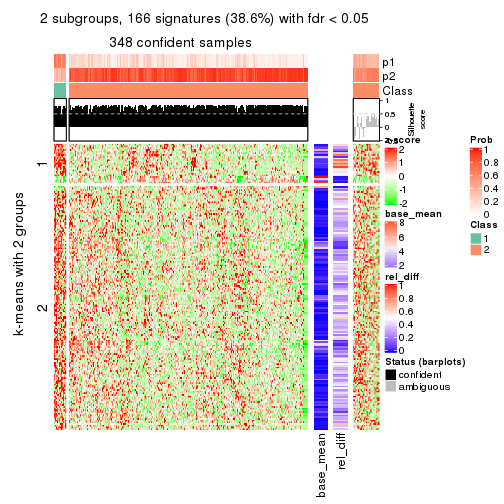 2 subgroups, 166 signatures (38.6%) with fdr < 0.05
348 confident samples
p1
p2
Class
1
0.5
0
-0.5
Silhouette
score
k-means with 2 groups
1
2
base_mean
rel_diff
z-score
2
1
0
-1
-2
base_mean
8
6
4
2
rel_diff
1
0.8
0.6
0.4
0.2
0
Status (barplots)
confident
ambiguous
Prob
1
0.8
0.6
0.4
0.2
0
Class
1
2